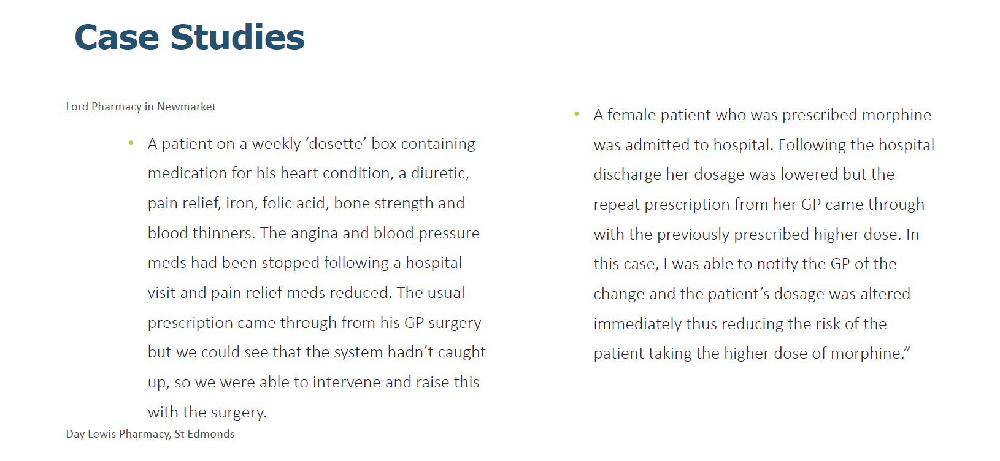 Case Studies
Lord Pharmacy in Newmarket
• A patient on a weekly ‘dosette’ box containing
medication for his heart condition, a diuretic,
pain relief, iron, folic acid, bone strength and
blood thinners. The angina and blood pressure
meds had been stopped following a hospital
visit and pain relief meds reduced. The usual
prescription came through from his GP surgery
but we could see that the system hadn’t caught
up, so we were able to intervene and raise this
with the surgery.
Day Lewis Pharmacy, St Edmonds
• A female patient who was prescribed morphine
was admitted to hospital. Following the hospital
discharge her dosage was lowered but the
repeat prescription from her GP came through
with the previously prescribed higher dose. In
this case, I was able to notify the GP of the
change and the patient’s dosage was altered
immediately thus reducing the risk of the
patient taking the higher dose of morphine.”